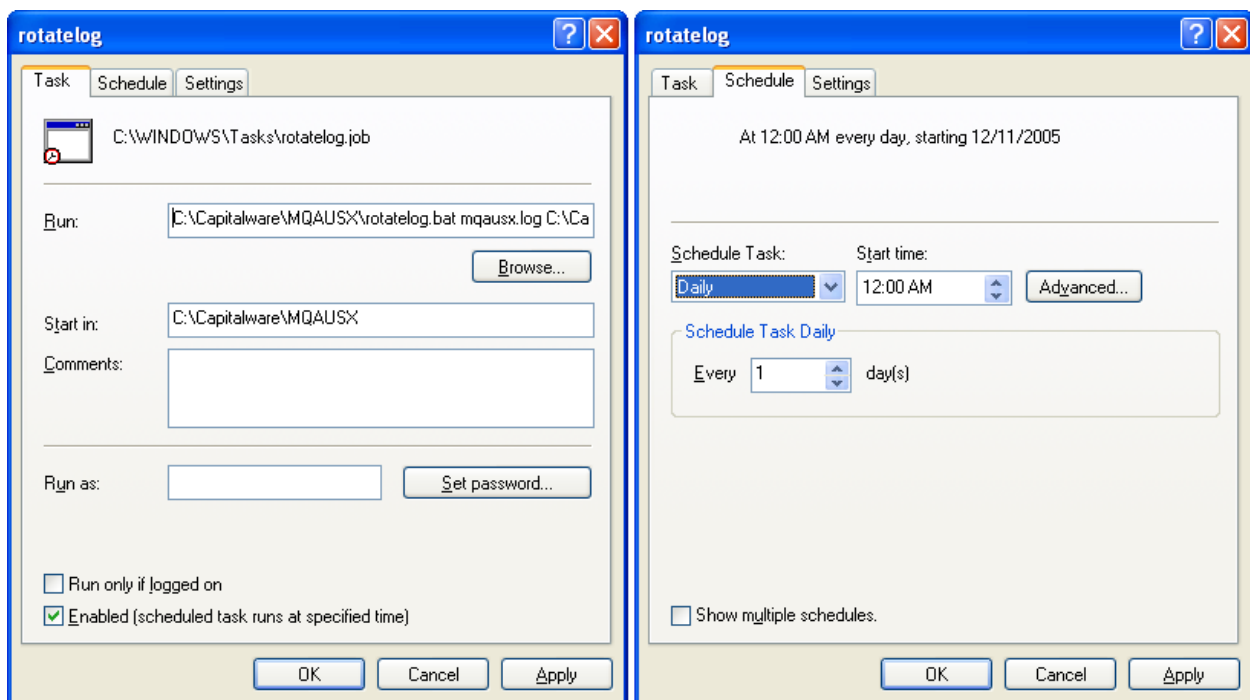 rotatelog
Task Schedule Settings
C:\WINDOWS\Tasks\rotatelog.job
Run:
C:\Capitalware\MQAUSX\rotatelog.bat mqausx.log C:\Ca
Browse...
Start in:
C:\Capitalware\MQAUSX
Comments:
Run as:
Set password...
Run only if logged on
Enabled (scheduled task runs at specified time)
OK Cancel Apply
rotatelog
Task Schedule Settings
At 12:00 AM every day, starting 12/11/2005
Schedule Task: Start time:
Daily 12:00 AM Advanced...
Schedule Task Daily
Every 1 day(s)
Show multiple schedules.
OK Cancel Apply